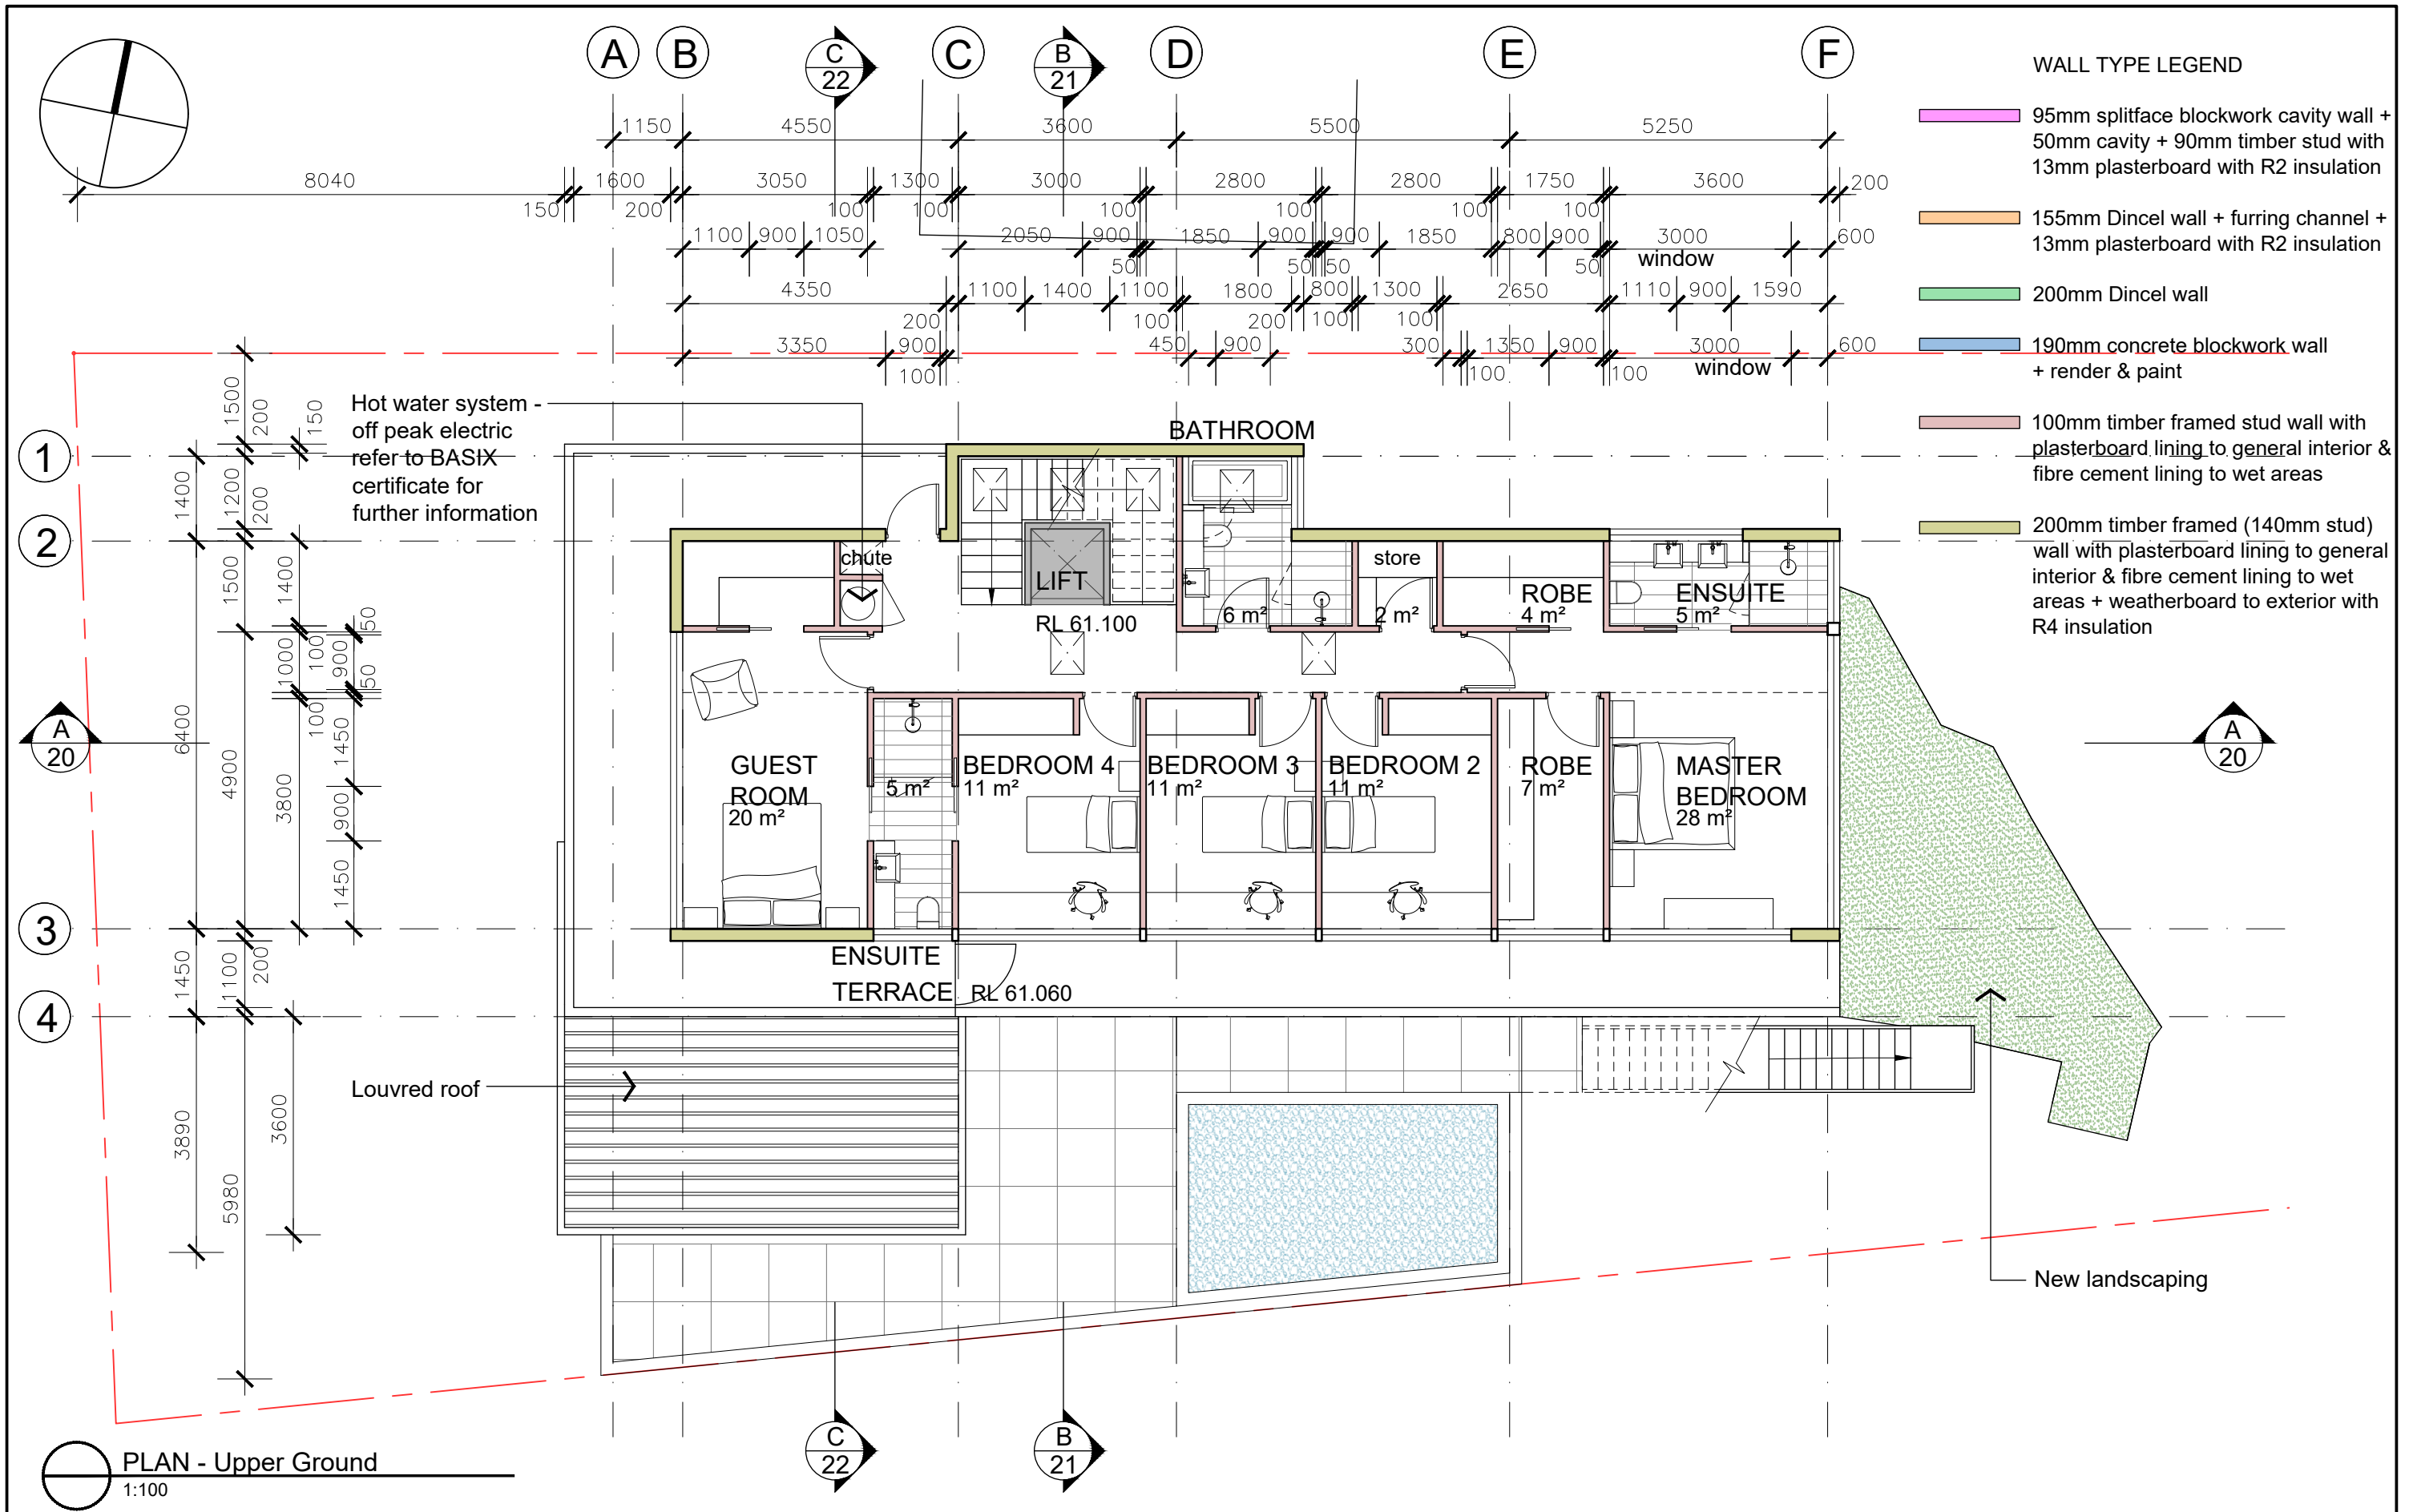 A
B
C
22
C
B
21
D
E
F
WALL TYPE LEGEND
95mm splitface blockwork cavity wall +
50mm cavity + 90mm timber stud with
13mm plasterboard with R2 insulation
155mm Dincel wall + furring channel +
13mm plasterboard with R2 insulation
200mm Dincel wall
190mm concrete blockwork wall
+ render & paint
100mm timber framed stud wall with
plasterboard lining to general interior &
fibre cement lining to wet areas
200mm timber framed (140mm stud)
wall with plasterboard lining to general
interior & fibre cement lining to wet
areas + weatherboard to exterior with
R4 insulation
1150 4550 3600 5500 5250
8040 1600 3050 1300 3000 2800 2800 1750 3600 200
150 200 100 100 100 100 100 100
1100 900 1050 2050 900 1850 900 900 1850 800 900 3000 600
50 50 50 50 window
4350 1100 1400 1100 1800 800 1300 2650 1110 900 1590
200 100 200 100 100
3350 900 450 900 300 1350 900 3000 600
100 100 100 window
1500 200 150
1400 1200 200
1500 1400
50
1000 100 900 50
100
6400 4900 3800 1450 900 1450
1450 1100 200
3890 5980 3600
1
2
3
4
A
20
A
20
Hot water system -
off peak electric
refer to BASIX
certificate for
further information
BATHROOM
chute
LIFT
RL 61.100
6 m²
store
2 m²
ROBE
4 m²
ENSUITE
5 m²
GUEST
ROOM
20 m²
5 m²
BEDROOM 4
11 m²
BEDROOM 3
11 m²
BEDROOM 2
11 m²
ROBE
7 m²
MASTER
BEDROOM
28 m²
ENSUITE
TERRACE RL 61.060
Louvred roof
New landscaping
C
22
B
21
PLAN - Upper Ground
1:100